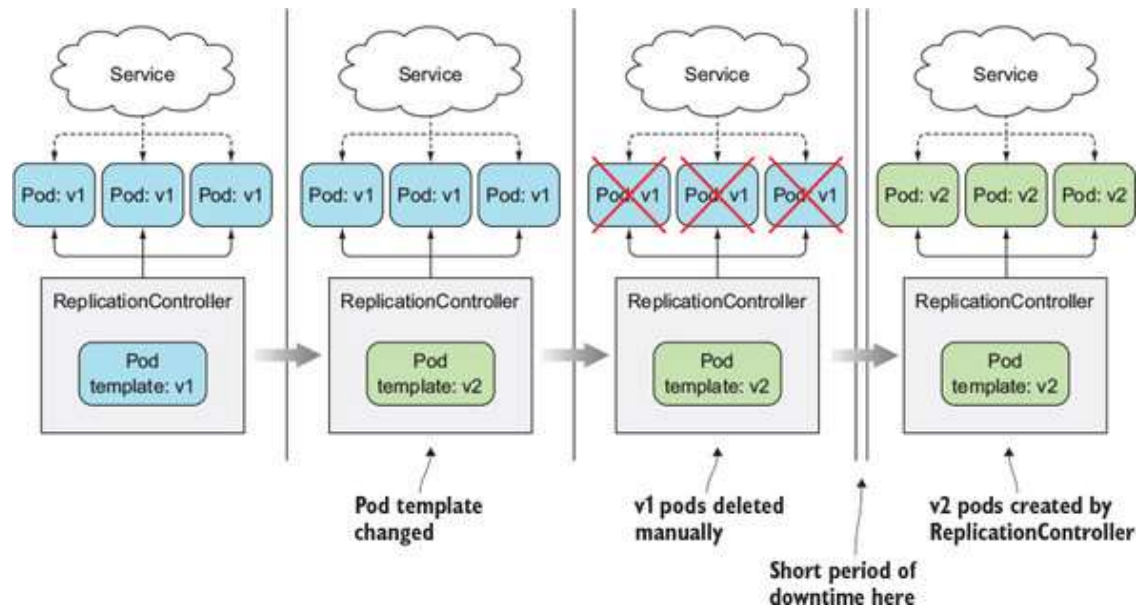 Service
Service
Service
Service
Pod: v1
Pod: v1
Pod: v1
Pod: v1
Pod: v1
Pod: v1
Pod: v1
Pod: v1
Pod: v1
Pod: v2
Pod: v2
Pod: v2
ReplicationController
ReplicationController
ReplicationController
ReplicationController
Pod
template: v1
Pod
template: v2
Pod
template: v2
Pod
template: v2
Pod template
changed
v1 pods deleted
manually
Short period of
downtime here
v2 pods created by
ReplicationController